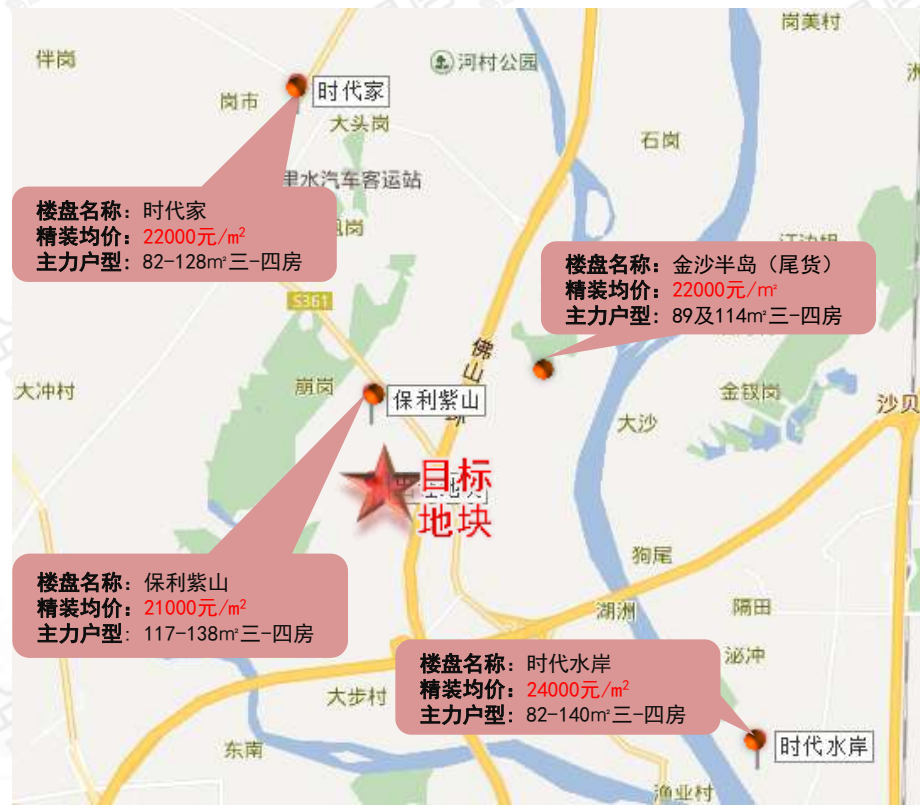 岗美村
伴岗
河村公园
洲
时代家
岗市
大头岗
石岗
里水汽车客运站
楼盘名称：时代家
精装均价：22000元/㎡
主力户型：82-128㎡三-四房
楼盘名称：金沙半岛（尾货）
精装均价：22000元/㎡
主力户型：89及114㎡三-四房
S361
佛山
崩岗
大冲村
保利紫山
金钗岗
沙贝
大沙
目标
地块
狗尾
楼盘名称：保利紫山
精装均价：21000元/㎡
主力户型：117-138㎡三-四房
湖洲
隔田
泌冲
楼盘名称：时代水岸
精装均价：24000元/㎡
主力户型：82-140㎡三-四房
大步村
东南
时代水岸
渔业村